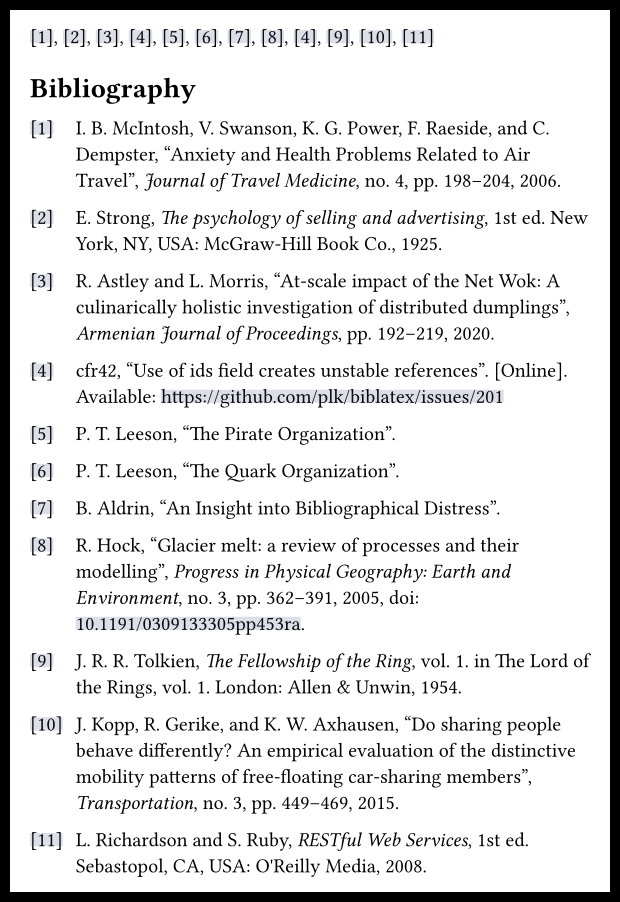 [1], [2], [3], [4], [5], [6], [7], [8], [4], [9], [10], [11]
Bibliography
[1] I. B. McIntosh, V. Swanson, K. G. Power, F. Raeside, and C.
Dempster, “Anxiety and Health Problems Related to Air
Travel”, Journal of Travel Medicine, no. 4, pp. 198–204, 2006.
[2] E. Strong, The psychology of selling and advertising, 1st ed. New
York, NY, USA: McGraw-Hill Book Co., 1925.
[3] R. Astley and L. Morris, “At-scale impact of the Net Wok: A
culinarically holistic investigation of distributed dumplings”,
Armenian Journal of Proceedings, pp. 192–219, 2020.
[4] cfr42, “Use of ids field creates unstable references”. [Online].
Available: https://github.com/plk/biblatex/issues/201
[5] P. T. Leeson, “The Pirate Organization”.
[6] P. T. Leeson, “The Quark Organization”.
[7] B. Aldrin, “An Insight into Bibliographical Distress”.
[8] R. Hock, “Glacier melt: a review of processes and their
modelling”, Progress in Physical Geography: Earth and
Environment, no. 3, pp. 362–391, 2005, doi:
10.1191/0309133305pp453ra.
[9] J. R. R. Tolkien, The Fellowship of the Ring, vol. 1. in The Lord of
the Rings, vol. 1. London: Allen & Unwin, 1954.
[10] J. Kopp, R. Gerike, and K. W. Axhausen, “Do sharing people
behave differently? An empirical evaluation of the distinctive
mobility patterns of free-floating car-sharing members”,
Transportation, no. 3, pp. 449–469, 2015.
[11] L. Richardson and S. Ruby, RESTful Web Services, 1st ed.
Sebastopol, CA, USA: O'Reilly Media, 2008.